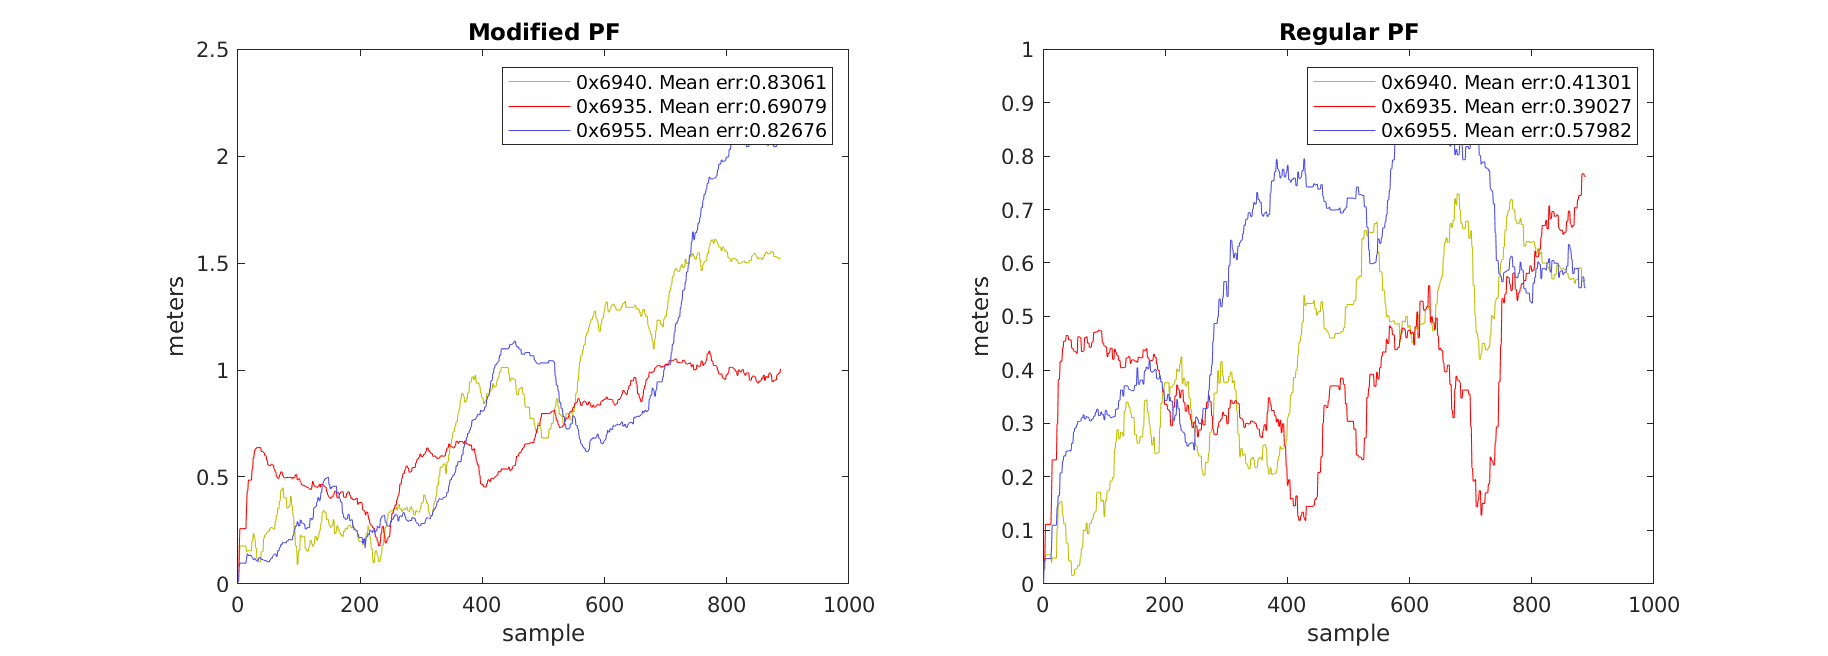 Modified PF
2.5
2
1.5
1
0.5
0
0
200
400
600
800
1000
meters
sample
0x6940. Mean err:0.83061
0x6935. Mean err:0.69079
0x6955. Mean err:0.82676
Regular PF
1
0.9
0.8
0.7
0.6
0.5
0.4
0.3
0.2
0.1
0
0
200
400
600
800
1000
meters
sample
0x6940. Mean err:0.41301
0x6935. Mean err:0.39027
0x6955. Mean err:0.57982